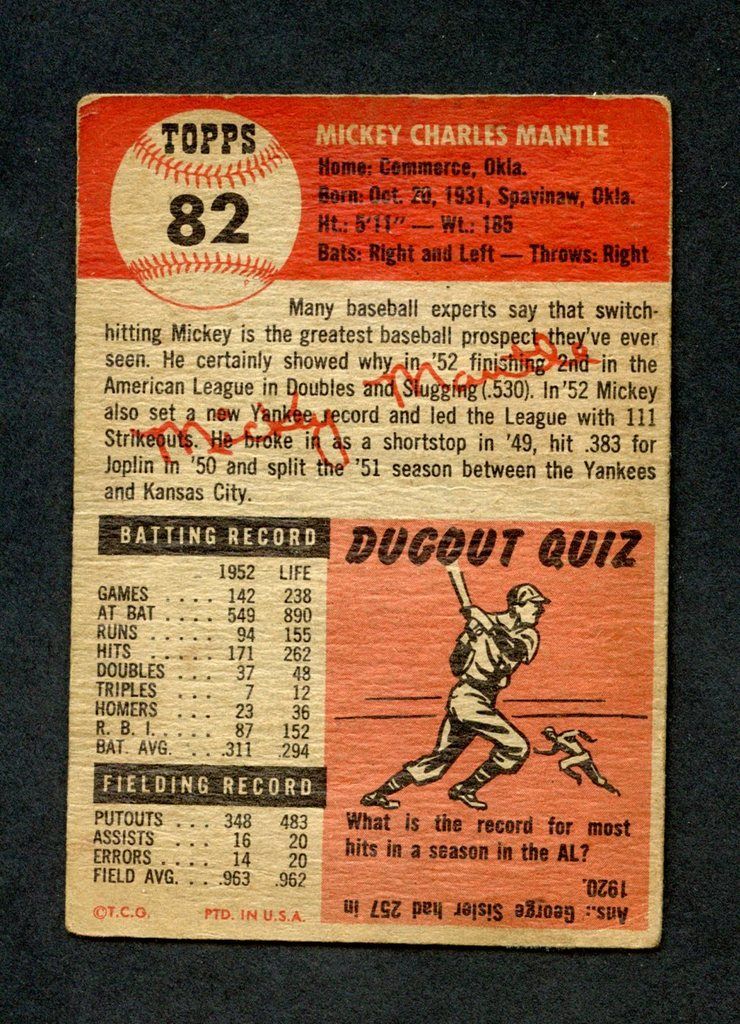 TOPPS
82
MICKEY CHARLES MANTLE
Home: Commerce, Okla.
Born: Oct. 20, 1931, Spavinaw, Okla.
Ht.: 5'11" — Wt.: 185
Bats: Right and Left — Throws: Right
Many baseball experts say that switch-
hitting Mickey is the greatest baseball prospect they've ever
seen. He certainly showed why in '52 finishing 2nd in the
American League in Doubles and Slugging (.530). In '52 Mickey
also set a new Yankee record and led the League with 111
Strikeouts. He broke in as a shortstop in '49, hit .383 for
Joplin in '50 and split the '51 season between the Yankees
and Kansas City.
Mickey Mantle
BATTING RECORD
1952 LIFE
GAMES .... 142 238
AT BAT .... 549 890
RUNS ..... 94 155
HITS ..... 171 262
DOUBLES ... 37 48
TRIPLES ... 7 12
HOMERS ... 23 36
R. B. I. .... 87 152
BAT. AVG. .. .311 .294
FIELDING RECORD
PUTOUTS ... 348 483
ASSISTS ... 16 20
ERRORS ... 14 20
FIELD AVG. .. .963 .962
©T.C.G. PTD. IN U.S.A.
DUGOUT QUIZ
What is the record for most
hits in a season in the AL?
Ans.: George Sisler had 257 in
1920.